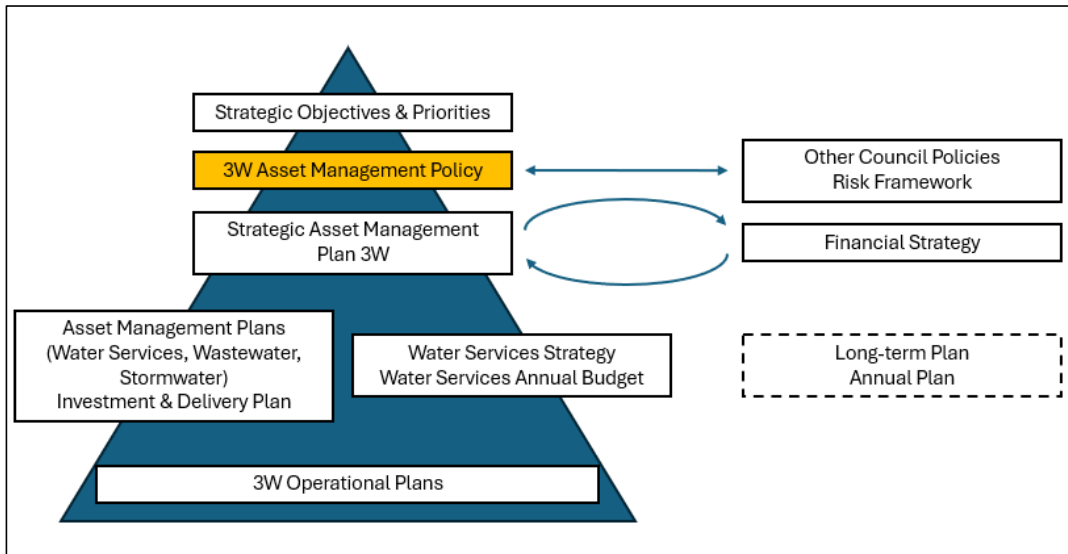 Strategic Objectives & Priorities
3W Asset Management Policy
Other Council Policies
Risk Framework
Strategic Asset Management
Plan 3W
Financial Strategy
Asset Management Plans
(Water Services, Wastewater,
Stormwater)
Investment & Delivery Plan
Water Services Strategy
Water Services Annual Budget
Long-term Plan
Annual Plan
3W Operational Plans